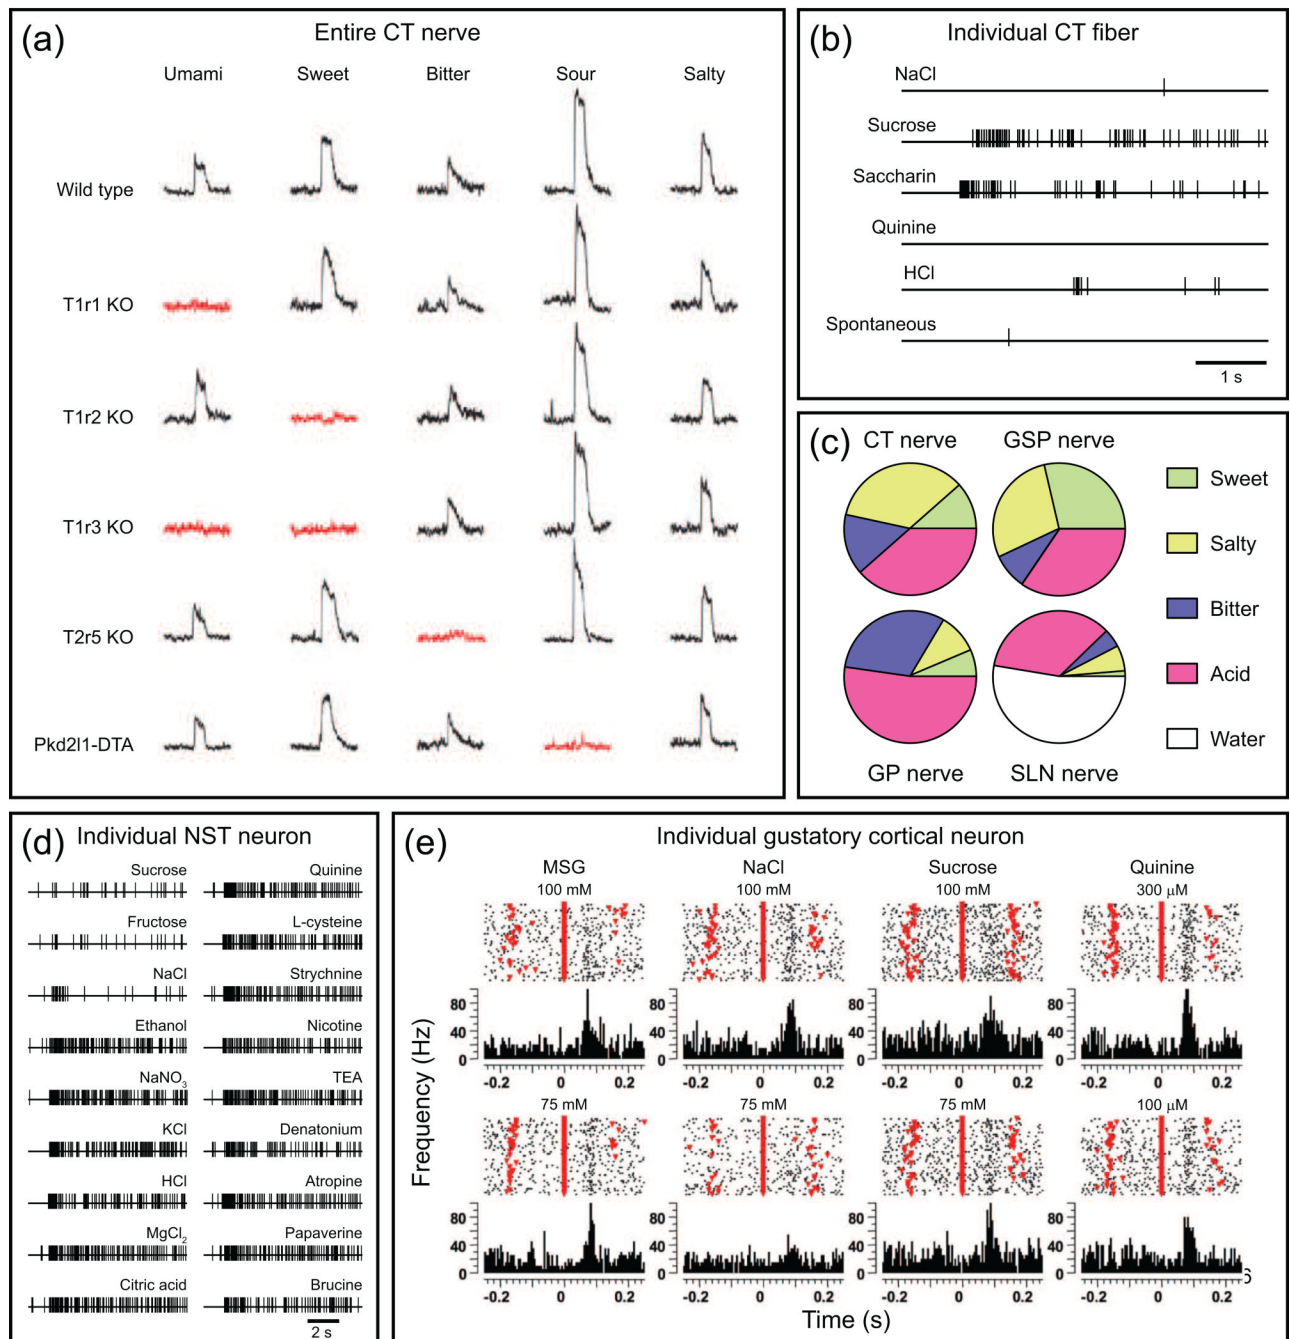 (a)
Entire CT nerve
Umami Sweet Bitter Sour Salty
Wild type
T1r1 KO
T1r2 KO
T1r3 KO
T2r5 KO
Pkd2l1-DTA
(b)
Individual CT fiber
NaCl
Sucrose
Saccharin
Quinine
HCl
Spontaneous
1 s
(c)
CT nerve GSP nerve
GP nerve SLN nerve
Sweet
Salty
Bitter
Acid
Water
(d)
Individual NST neuron
Sucrose Quinine
Fructose L-cysteine
NaCl Strychnine
Ethanol Nicotine
NaNO3 TEA
KCl Denatonium
HCl Atropine
MgCl2 Papaverine
Citric acid Brucine
2 s
(e)
Individual gustatory cortical neuron
MSG NaCl Sucrose Quinine
100 mM 100 mM 100 mM 300 µM
80 80 80 80
40 40 40 40
0 0 0 0
-0.2 0 0.2 -0.2 0 0.2 -0.2 0 0.2 -0.2 0 0.2
75 mM 75 mM 75 mM 100 µM
80 80 80 80
40 40 40 40
0 0 0 0
6
-0.2 0 0.2 -0.2 0 0.2 -0.2 0 0.2 -0.2 0 0.2
Frequency (Hz)
Time (s)